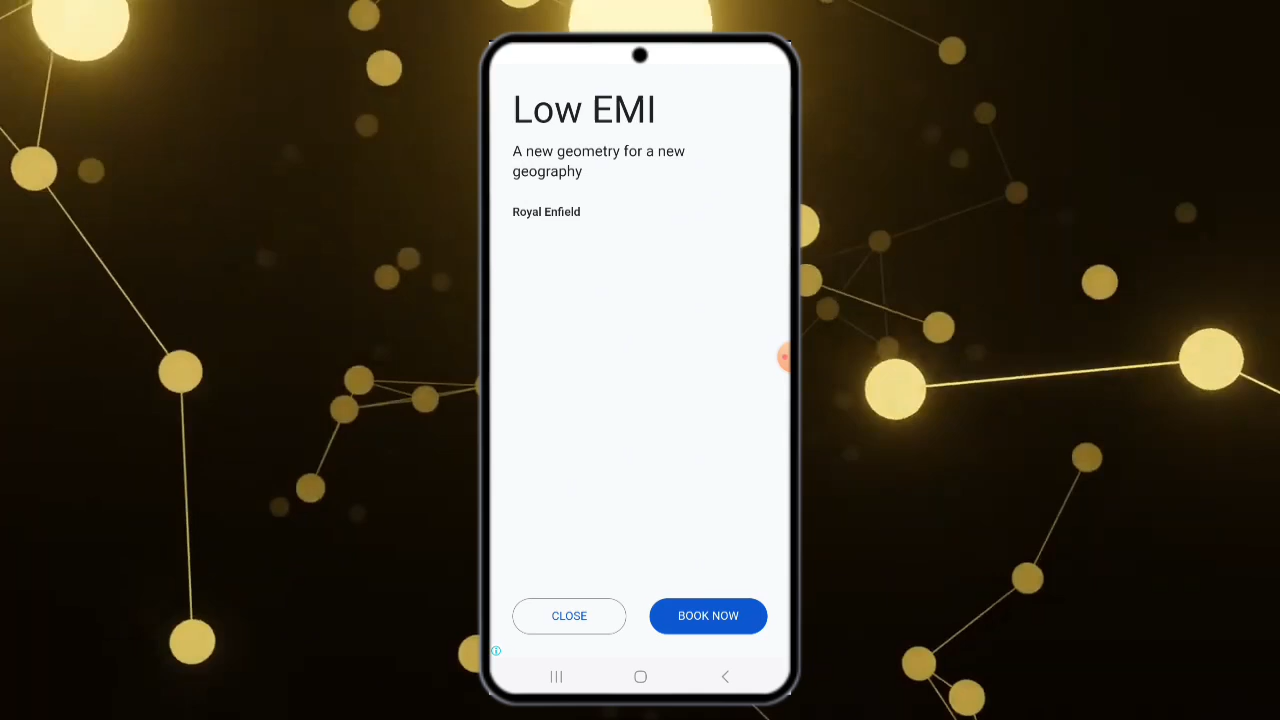 Low EMI
A new geometry for a new
geography
Royal Enfield
CLOSE
BOOK NOW